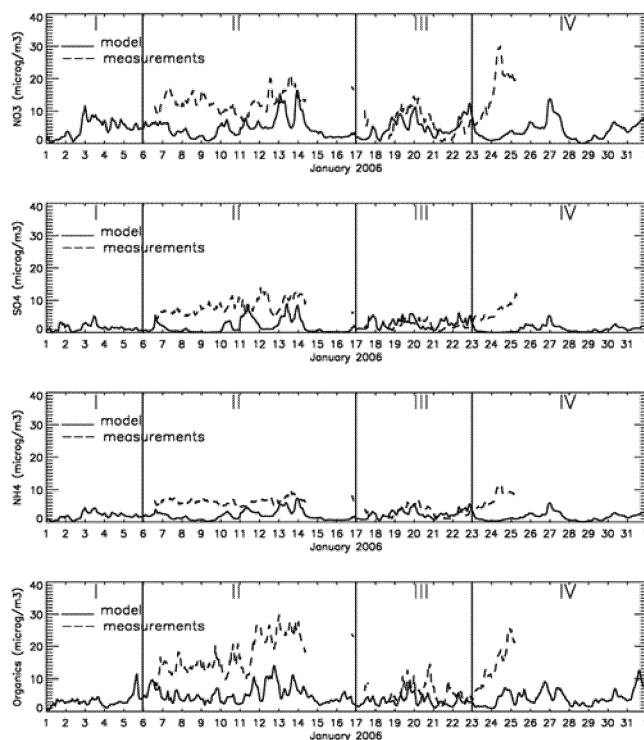 40 I II III IV
model
30 measurements
20
10
0
NO3 (microg/m3)
1 2 3 4 5 6 7 8 9 10 11 12 13 14 15 16 17 18 19 20 21 22 23 24 25 26 27 28 29 30 31
January 2006
40 I II III IV
model
30 measurements
20
10
0
SO4 (microg/m3)
1 2 3 4 5 6 7 8 9 10 11 12 13 14 15 16 17 18 19 20 21 22 23 24 25 26 27 28 29 30 31
January 2006
40 I II III IV
model
30 measurements
20
10
0
NH4 (microg/m3)
1 2 3 4 5 6 7 8 9 10 11 12 13 14 15 16 17 18 19 20 21 22 23 24 25 26 27 28 29 30 31
January 2006
40 I II III IV
model
30 measurements
20
10
0
Organics (microg/m3)
1 2 3 4 5 6 7 8 9 10 11 12 13 14 15 16 17 18 19 20 21 22 23 24 25 26 27 28 29 30 31
January 2006